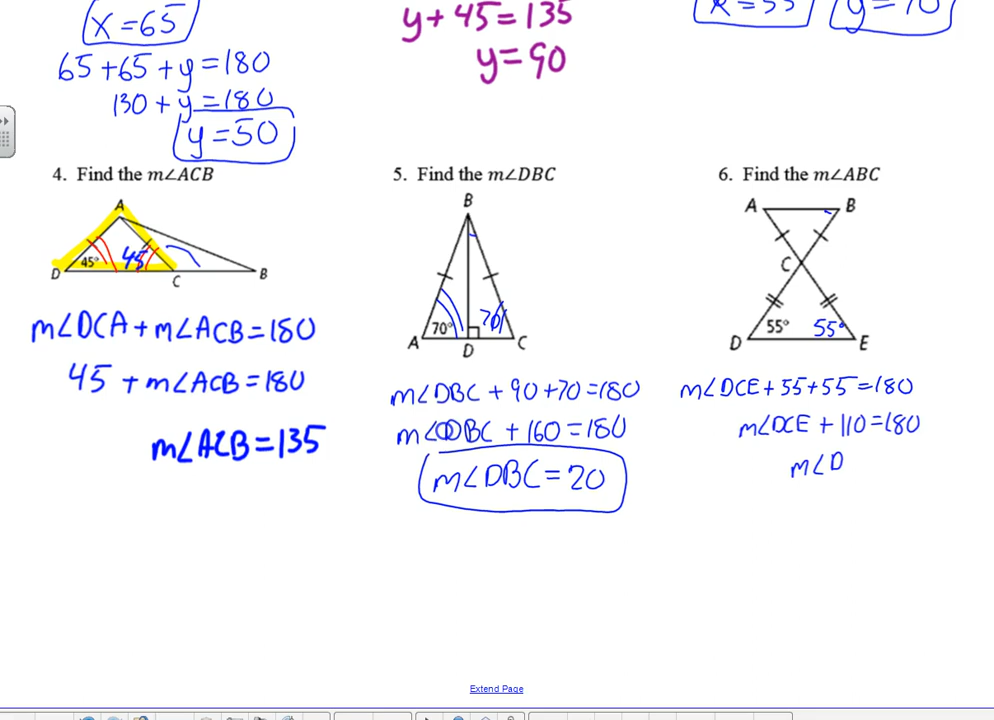 x = 65
65 + 65 + y = 180
130 + y = 180
y = 50
y + 45 = 135
y = 90
x = 55
y = 70
4. Find the m∠ACB
A
45°
45
D
C
B
m∠DCA + m∠ACB = 180
45 + m∠ACB = 180
m∠ACB = 135
5. Find the m∠DBC
B
70°
70
A
D
C
m∠DBC + 90 + 70 = 180
m∠DBC + 160 = 180
m∠DBC = 20
6. Find the m∠ABC
A
B
C
55°
55°
D
E
m∠DCE + 55 + 55 = 180
m∠DCE + 110 = 180
m∠D
Extend Page